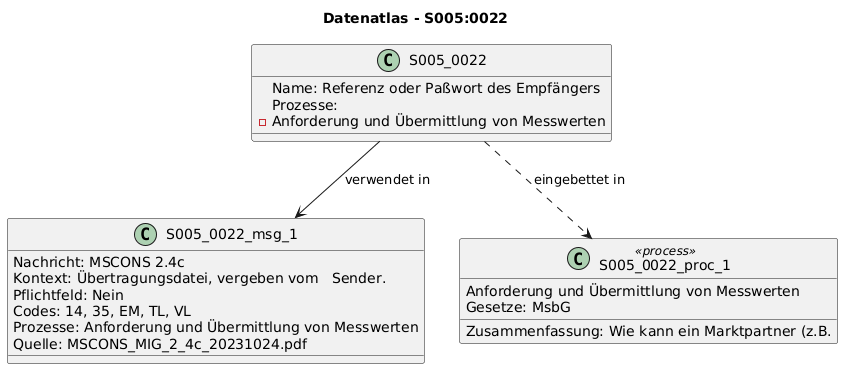 Datenatlas - S005:0022
C S005_0022
Name: Referenz oder Paßwort des Empfängers
Prozesse:
Anforderung und Übermittlung von Messwerten
verwendet in
eingebettet in
C S005_0022_msg_1
Nachricht: MSCONS 2.4c
Kontext: Übertragungsdatei, vergeben vom   Sender.
Pflichtfeld: Nein
Codes: 14, 35, EM, TL, VL
Prozesse: Anforderung und Übermittlung von Messwerten
Quelle: MSCONS_MIG_2_4c_20231024.pdf
«process»
C S005_0022_proc_1
Anforderung und Übermittlung von Messwerten
Gesetze: MsbG
Zusammenfassung: Wie kann ein Marktpartner (z.B.